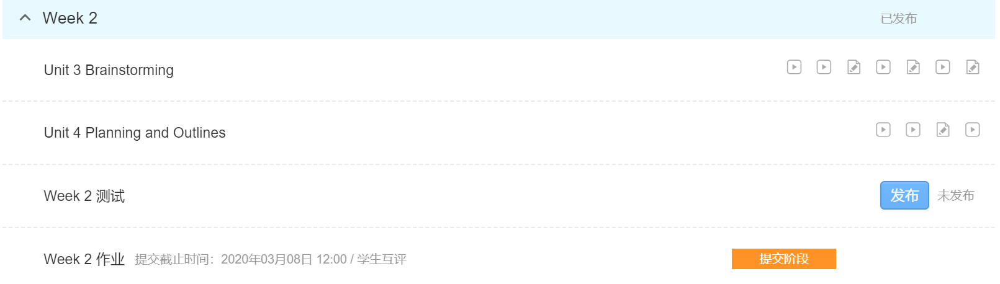 Week 2 已发布
Unit 3 Brainstorming
Unit 4 Planning and Outlines
Week 2 测试 发布 未发布
Week 2 作业 提交截止时间：2020年03月08日 12:00 / 学生互评 提交阶段